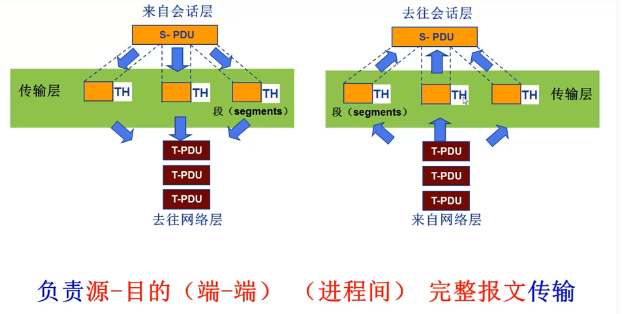 来自会话层
S- PDU
传输层
TH
TH
TH
段（segments）
T-PDU
T-PDU
T-PDU
去往网络层
去往会话层
S- PDU
TH
TH
TH
传输层
段（segments）
T-PDU
T-PDU
T-PDU
来自网络层
负责源-目的（端-端） （进程间） 完整报文传输